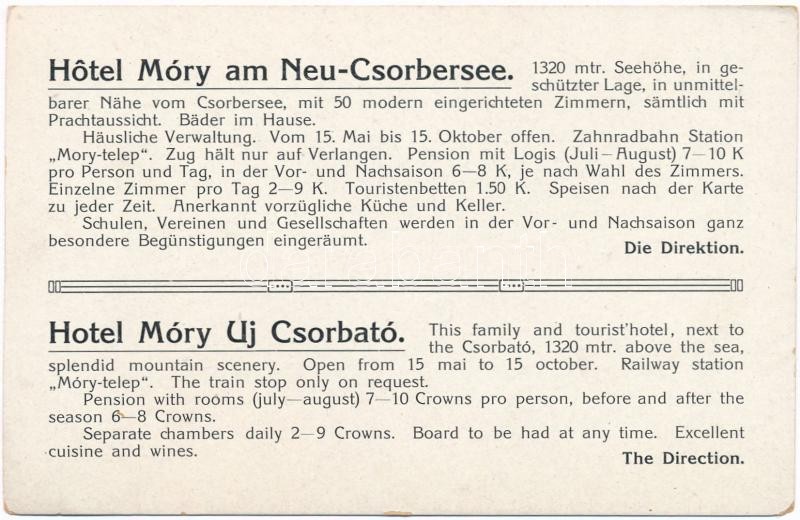 Hôtel Móry am Neu-Csorbersee. 1320 mtr. Seehöhe, in ge-
schützter Lage, in unmittel-
barer Nähe vom Csorbersee, mit 50 modern eingerichteten Zimmern, sämtlich mit
Prachtaussicht. Bäder im Hause.
Häusliche Verwaltung. Vom 15. Mai bis 15. Oktober offen. Zahnradbahn Station
„Mory-telep“. Zug hält nur auf Verlangen. Pension mit Logis (Juli—August) 7—10 K
pro Person und Tag, in der Vor- und Nachsaison 6—8 K, je nach Wahl des Zimmers.
Einzelne Zimmer pro Tag 2—9 K. Touristenbetten 1.50 K. Speisen nach der Karte
zu jeder Zeit. Anerkannt vorzügliche Küche und Keller.
Schulen, Vereinen und Gesellschaften werden in der Vor- und Nachsaison ganz
besondere Begünstigungen eingeräumt.
Die Direktion.
Hotel Móry Uj Csorbató. This family and tourist'hotel, next to
the Csorbató, 1320 mtr. above the sea,
splendid mountain scenery. Open from 15 mai to 15 october. Railway station
„Móry-telep“. The train stop only on request.
Pension with rooms (july—august) 7—10 Crowns pro person, before and after the
season 6—8 Crowns.
Separate chambers daily 2—9 Crowns. Board to be had at any time. Excellent
cuisine and wines.
The Direction.